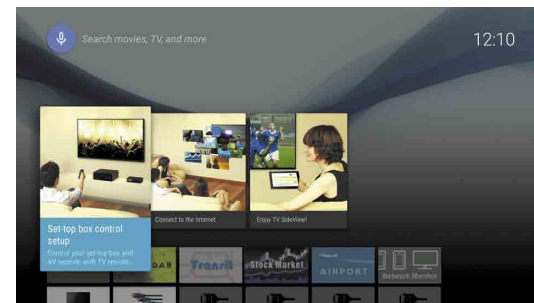 Search movies, TV, and more
12:10
Set-top box control
setup
Control your set-top box and
AV receiver with TV remote...
Connect to the Internet
Enjoy TV SideView!
DAR
Transit
Stock Market
AIRPORT
Network Monitor